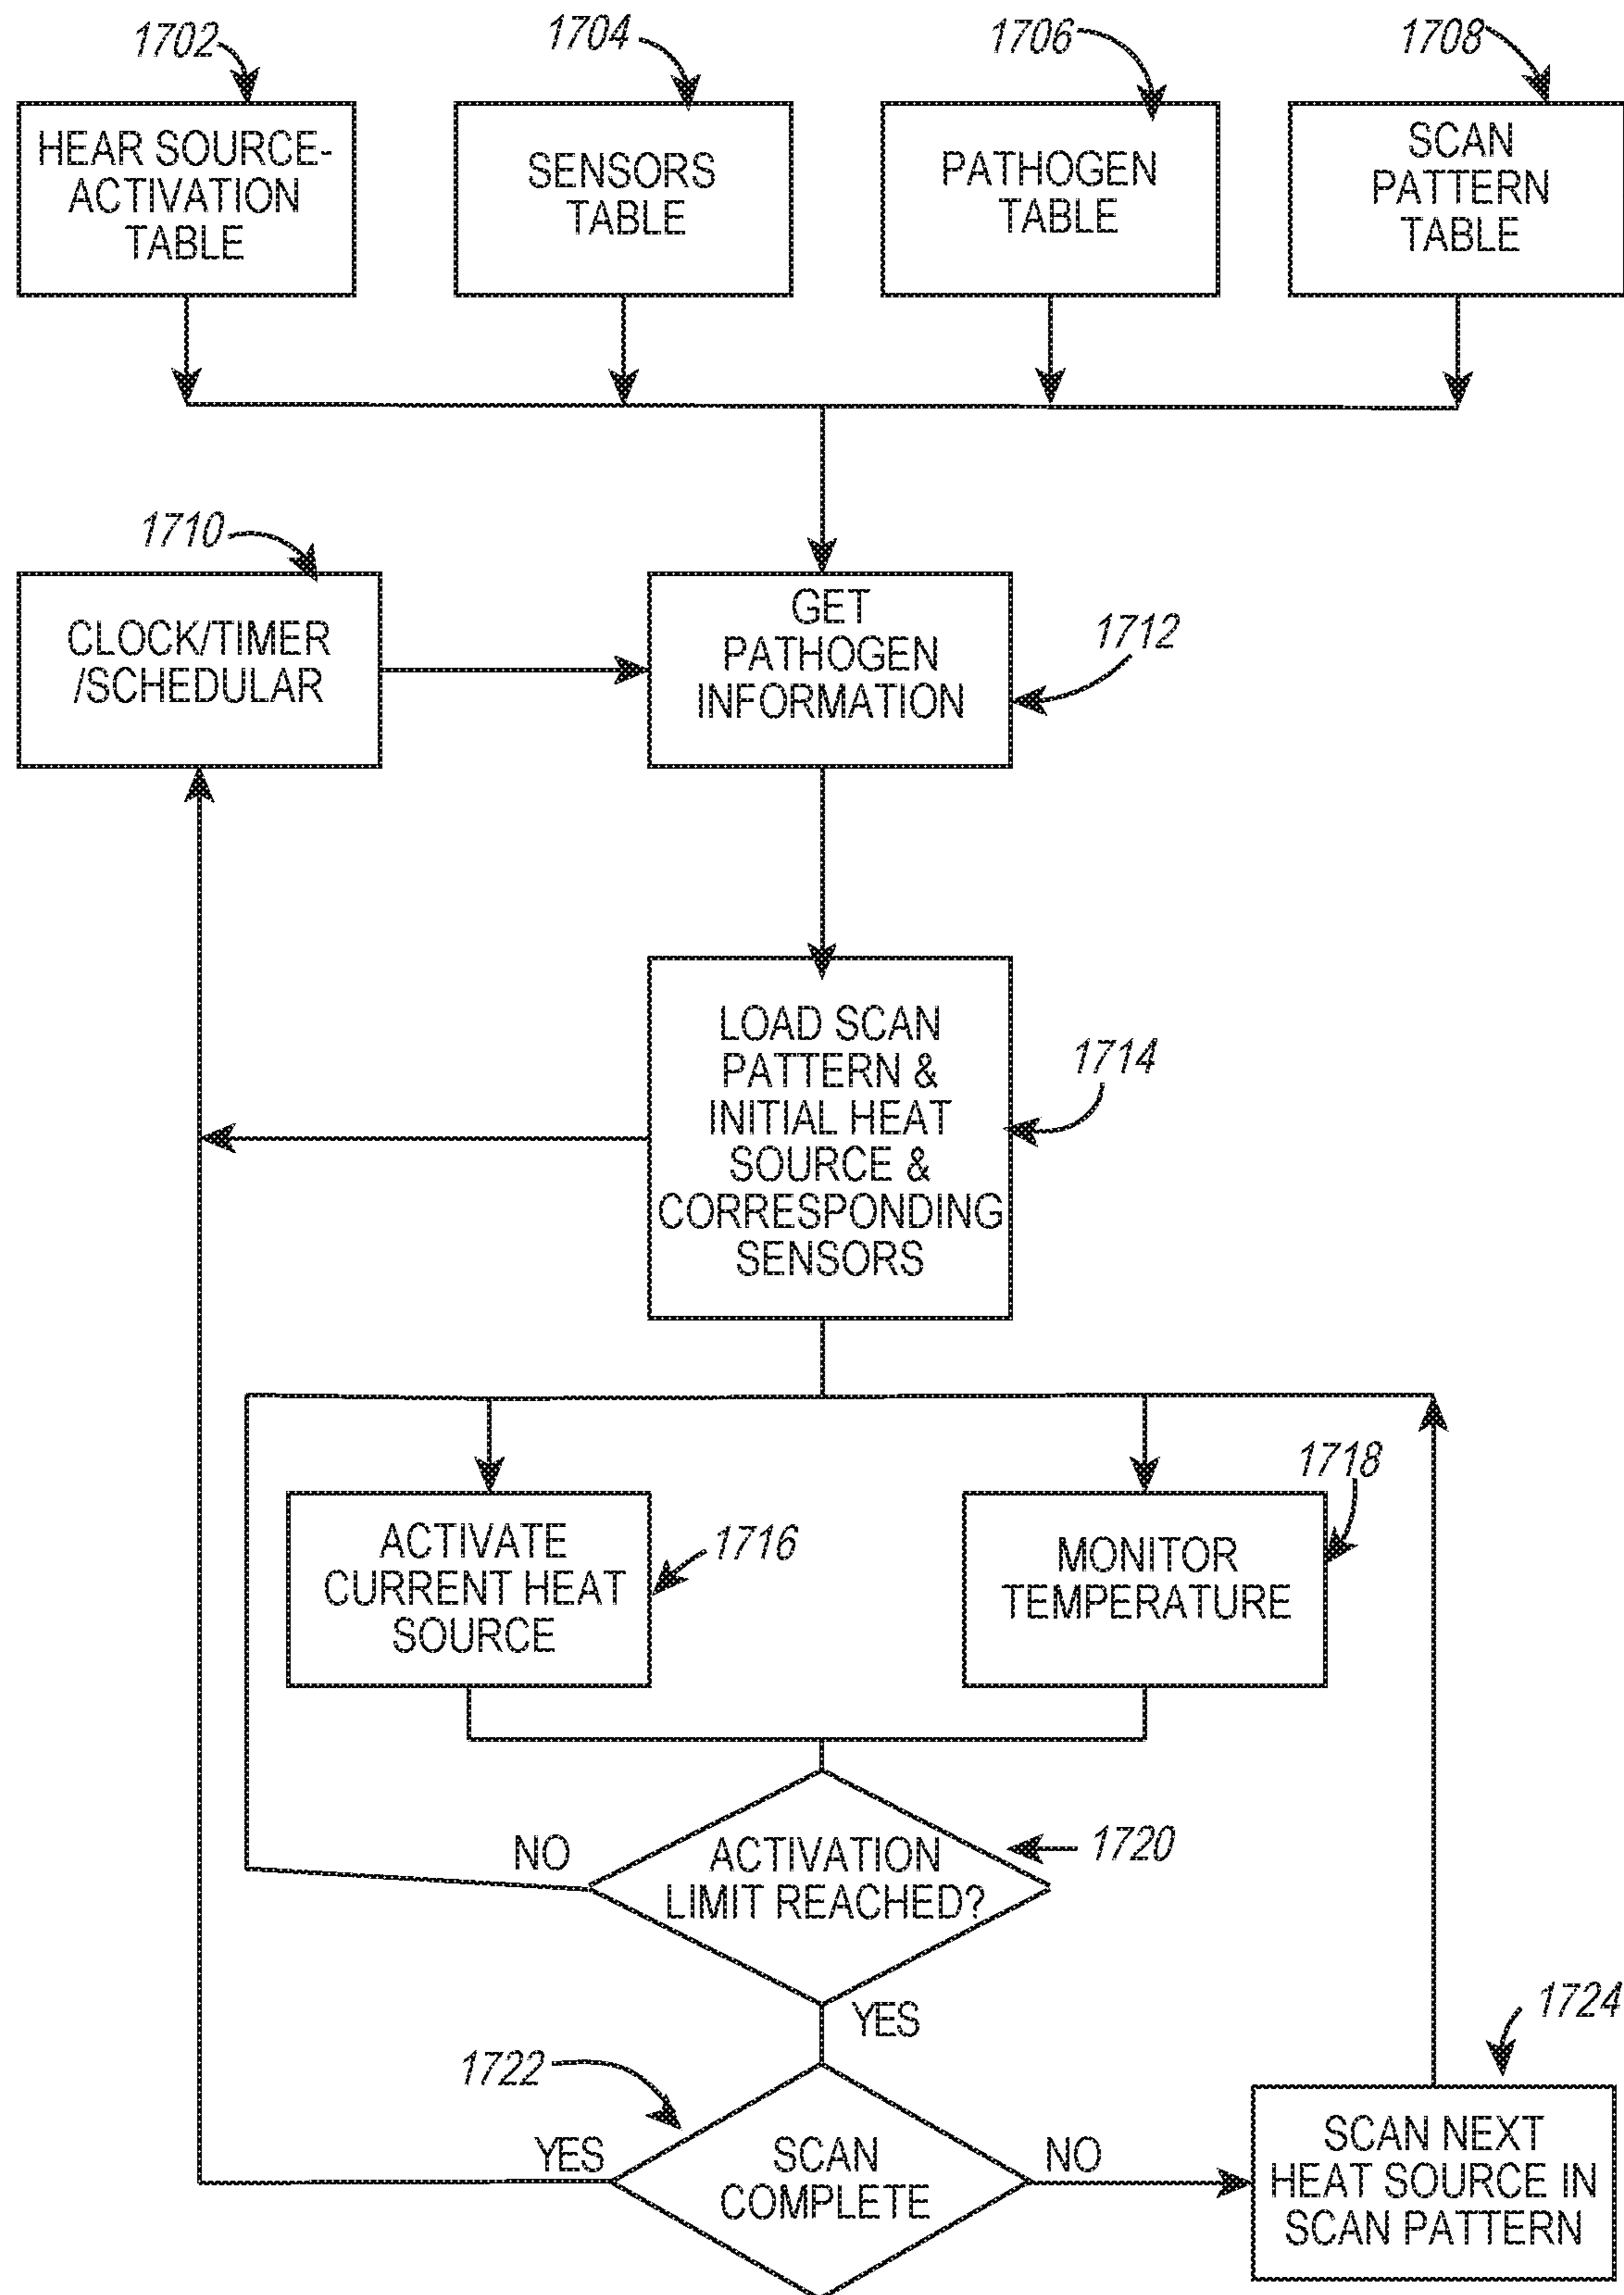 1702
1704
1706
1708
HEAR SOURCE-
ACTIVATION
TABLE
SENSORS
TABLE
PATHOGEN
TABLE
SCAN
PATTERN
TABLE
1710
CLOCK/TIMER
/SCHEDULAR
GET
PATHOGEN
INFORMATION
1712
LOAD SCAN
PATTERN &
INITIAL HEAT
SOURCE &
CORRESPONDING
SENSORS
1714
ACTIVATE
CURRENT HEAT
SOURCE
1716
MONITOR
TEMPERATURE
1718
NO
ACTIVATION
LIMIT REACHED?
1720
YES
1722
YES
SCAN
COMPLETE
NO
1724
SCAN NEXT
HEAT SOURCE IN
SCAN PATTERN